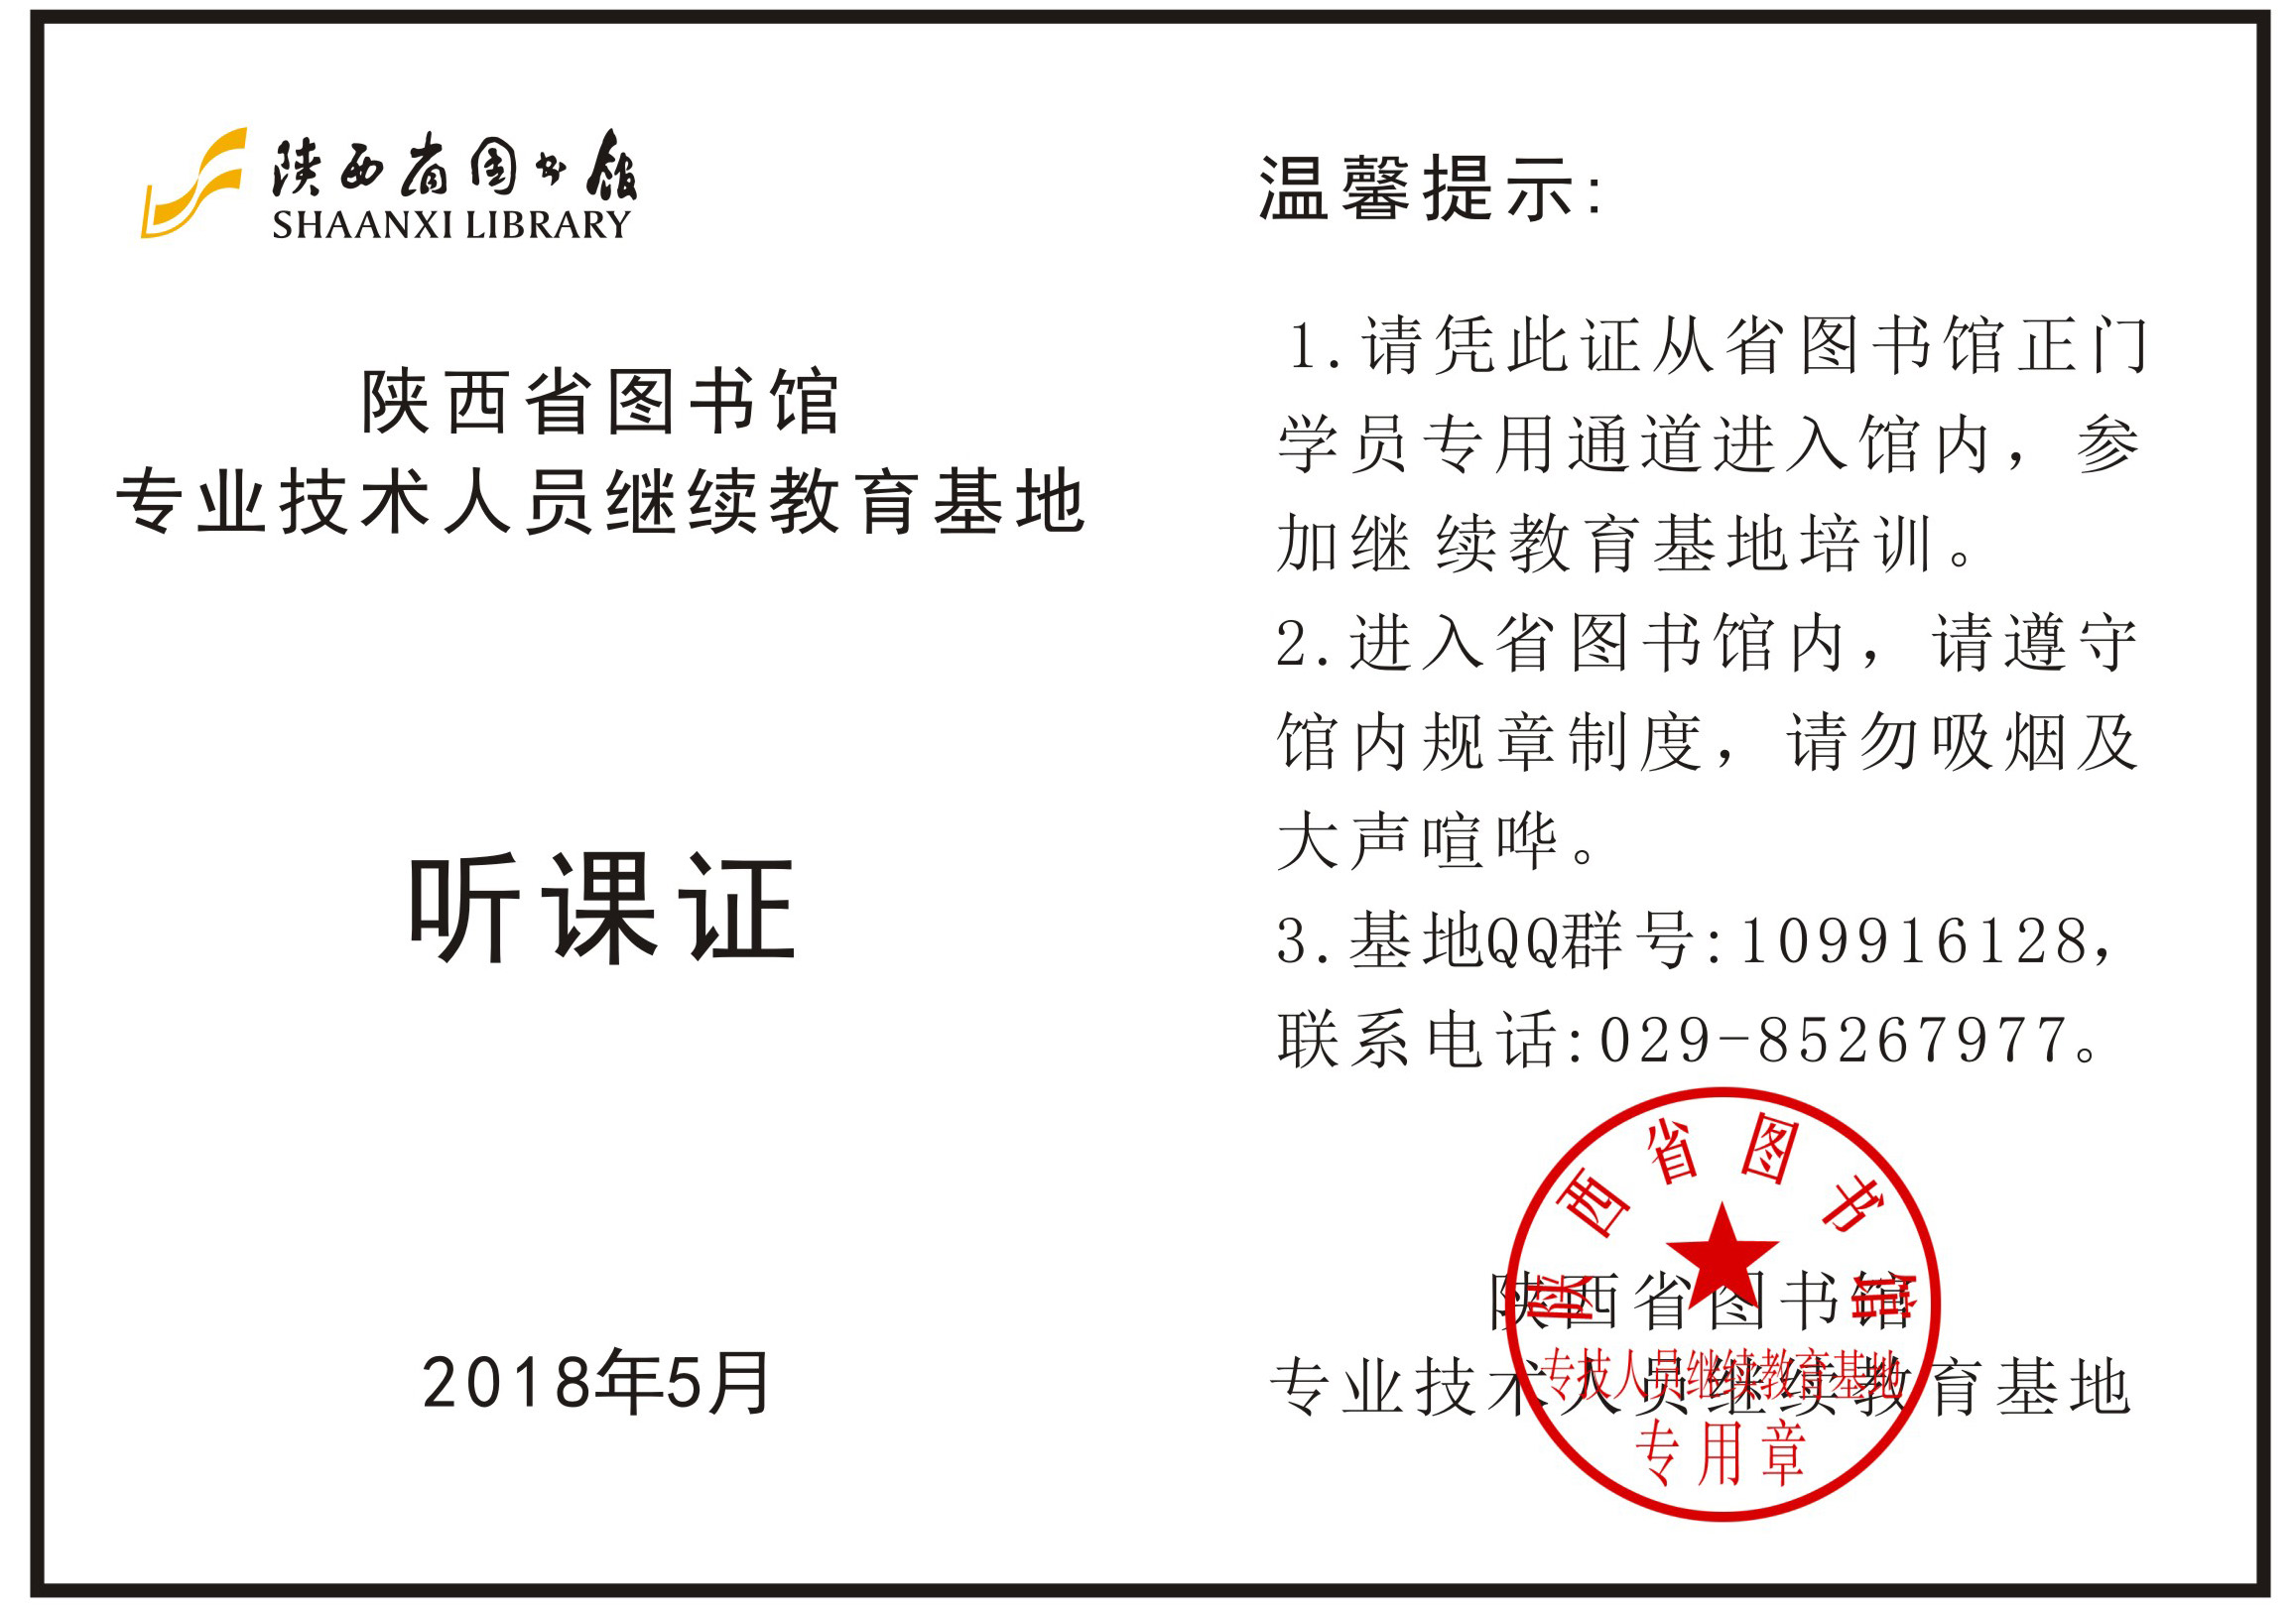 陕西省图书馆
SHAANXI LIBRARY
陕西省图书馆
专业技术人员继续教育基地
听课证
2018年5月
温馨提示:
1.请凭此证从省图书馆正门
学员专用通道进入馆内，参
加继续教育基地培训。
2.进入省图书馆内，请遵守
馆内规章制度，请勿吸烟及
大声喧哗。
3.基地QQ群号:109916128，
联系电话:029-85267977。
陕西省图书馆
专业技术人员继续教育基地
陕西省图书馆
专技人员继续教育基地
专用章